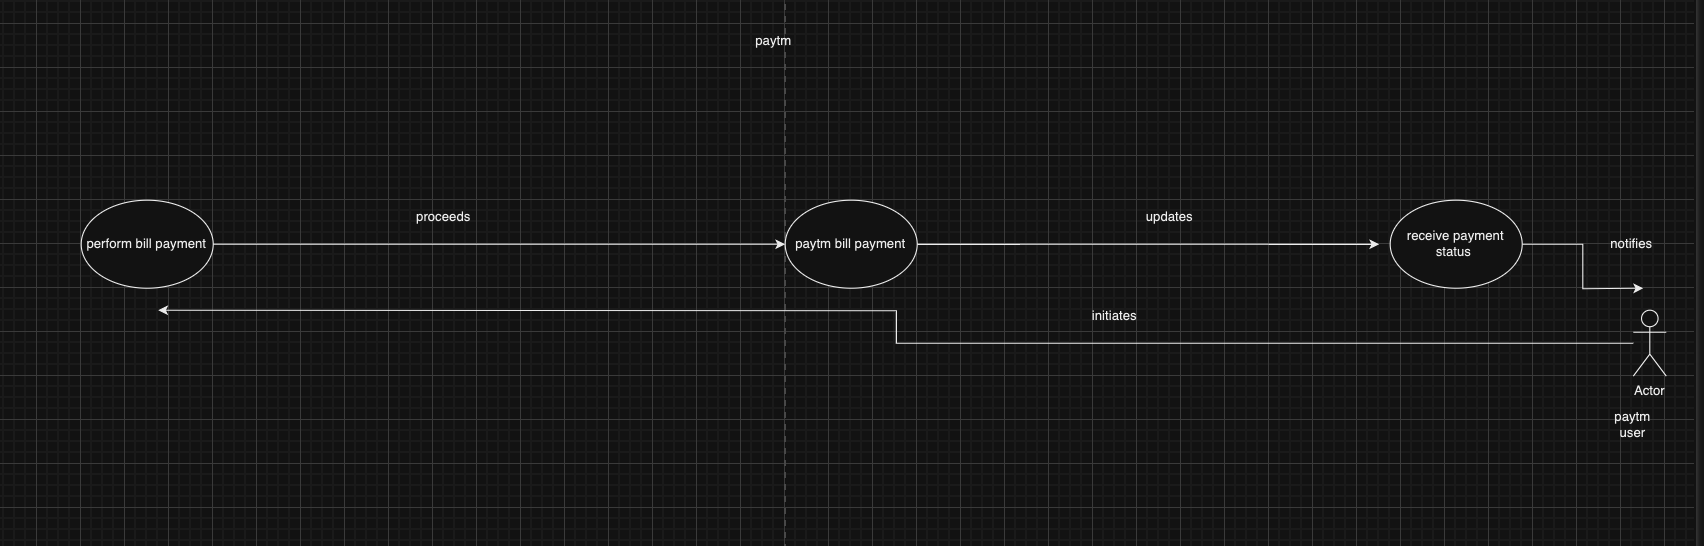 paytm
proceeds
updates
perform bill payment
paytm bill payment
receive payment
status
notifies
initiates
Actor
paytm
user